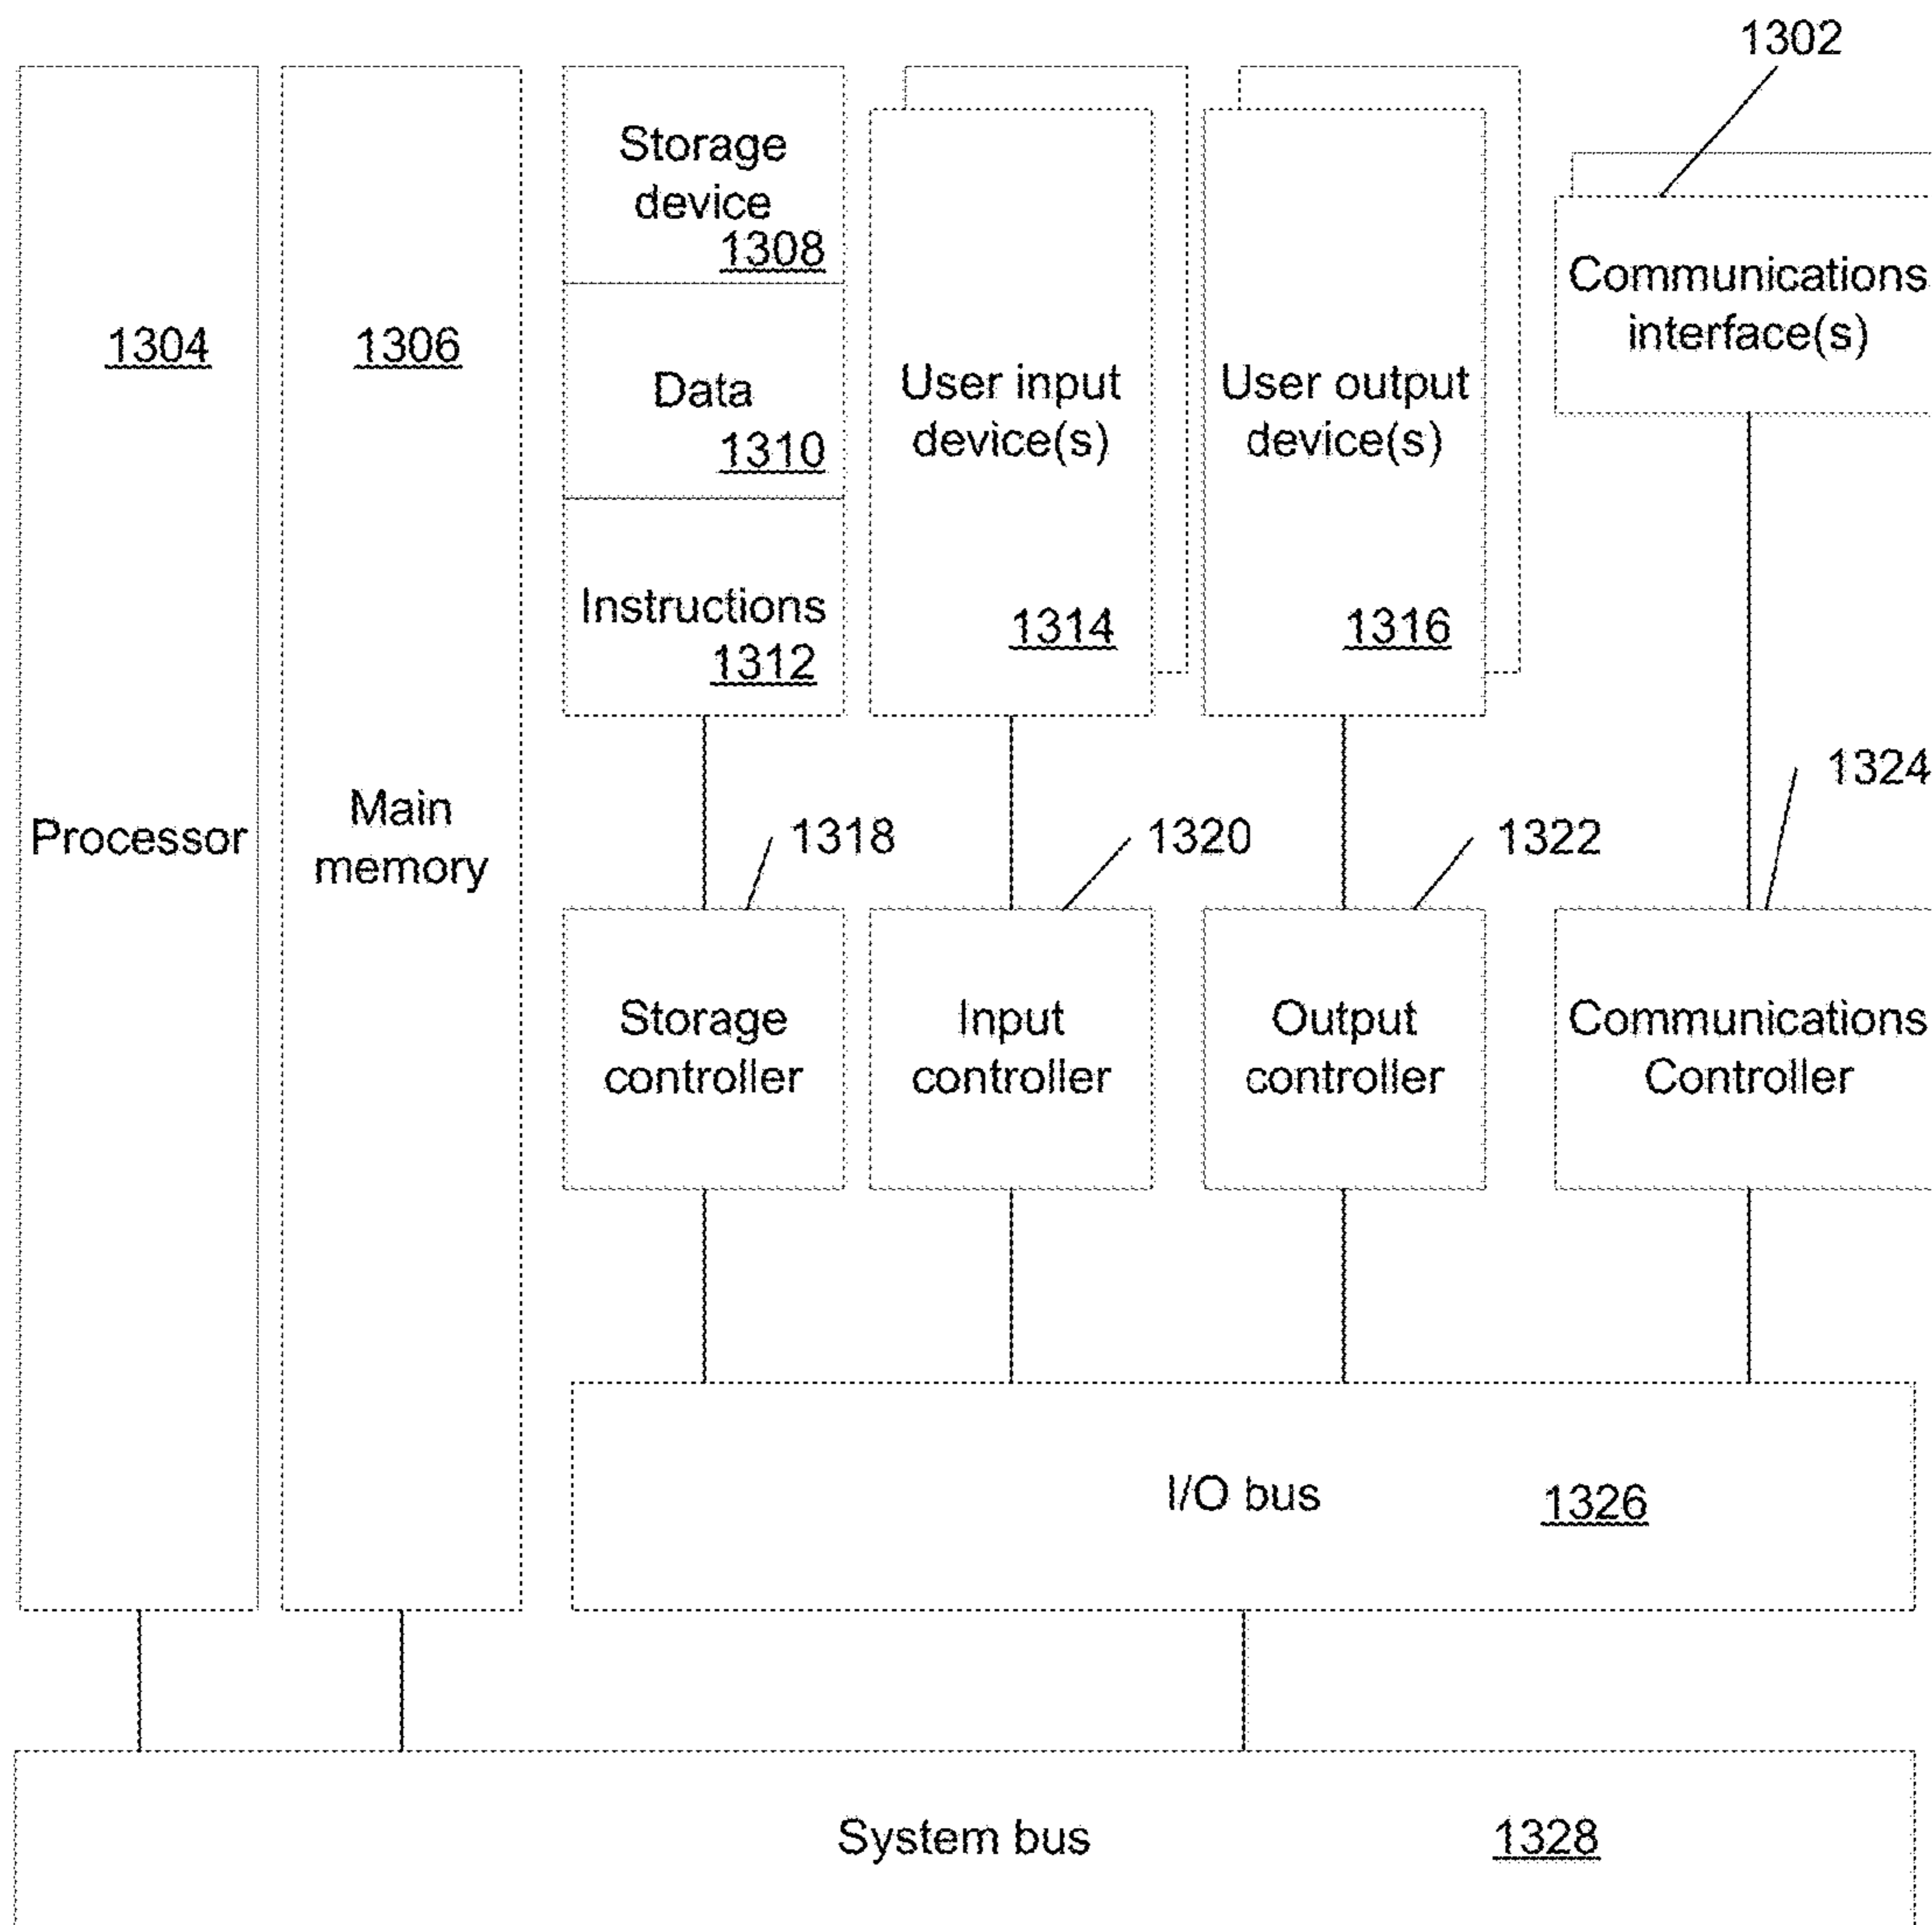 1302
Storage
device
1308
1304
1306
Data
1310
User input
device(s)
User output
device(s)
Communications
interface(s)
Instructions
1312
1314
1316
Processor
Main
memory
1318
1320
1322
1324
Storage
controller
Input
controller
Output
controller
Communications
Controller
I/O bus
1326
System bus
1328